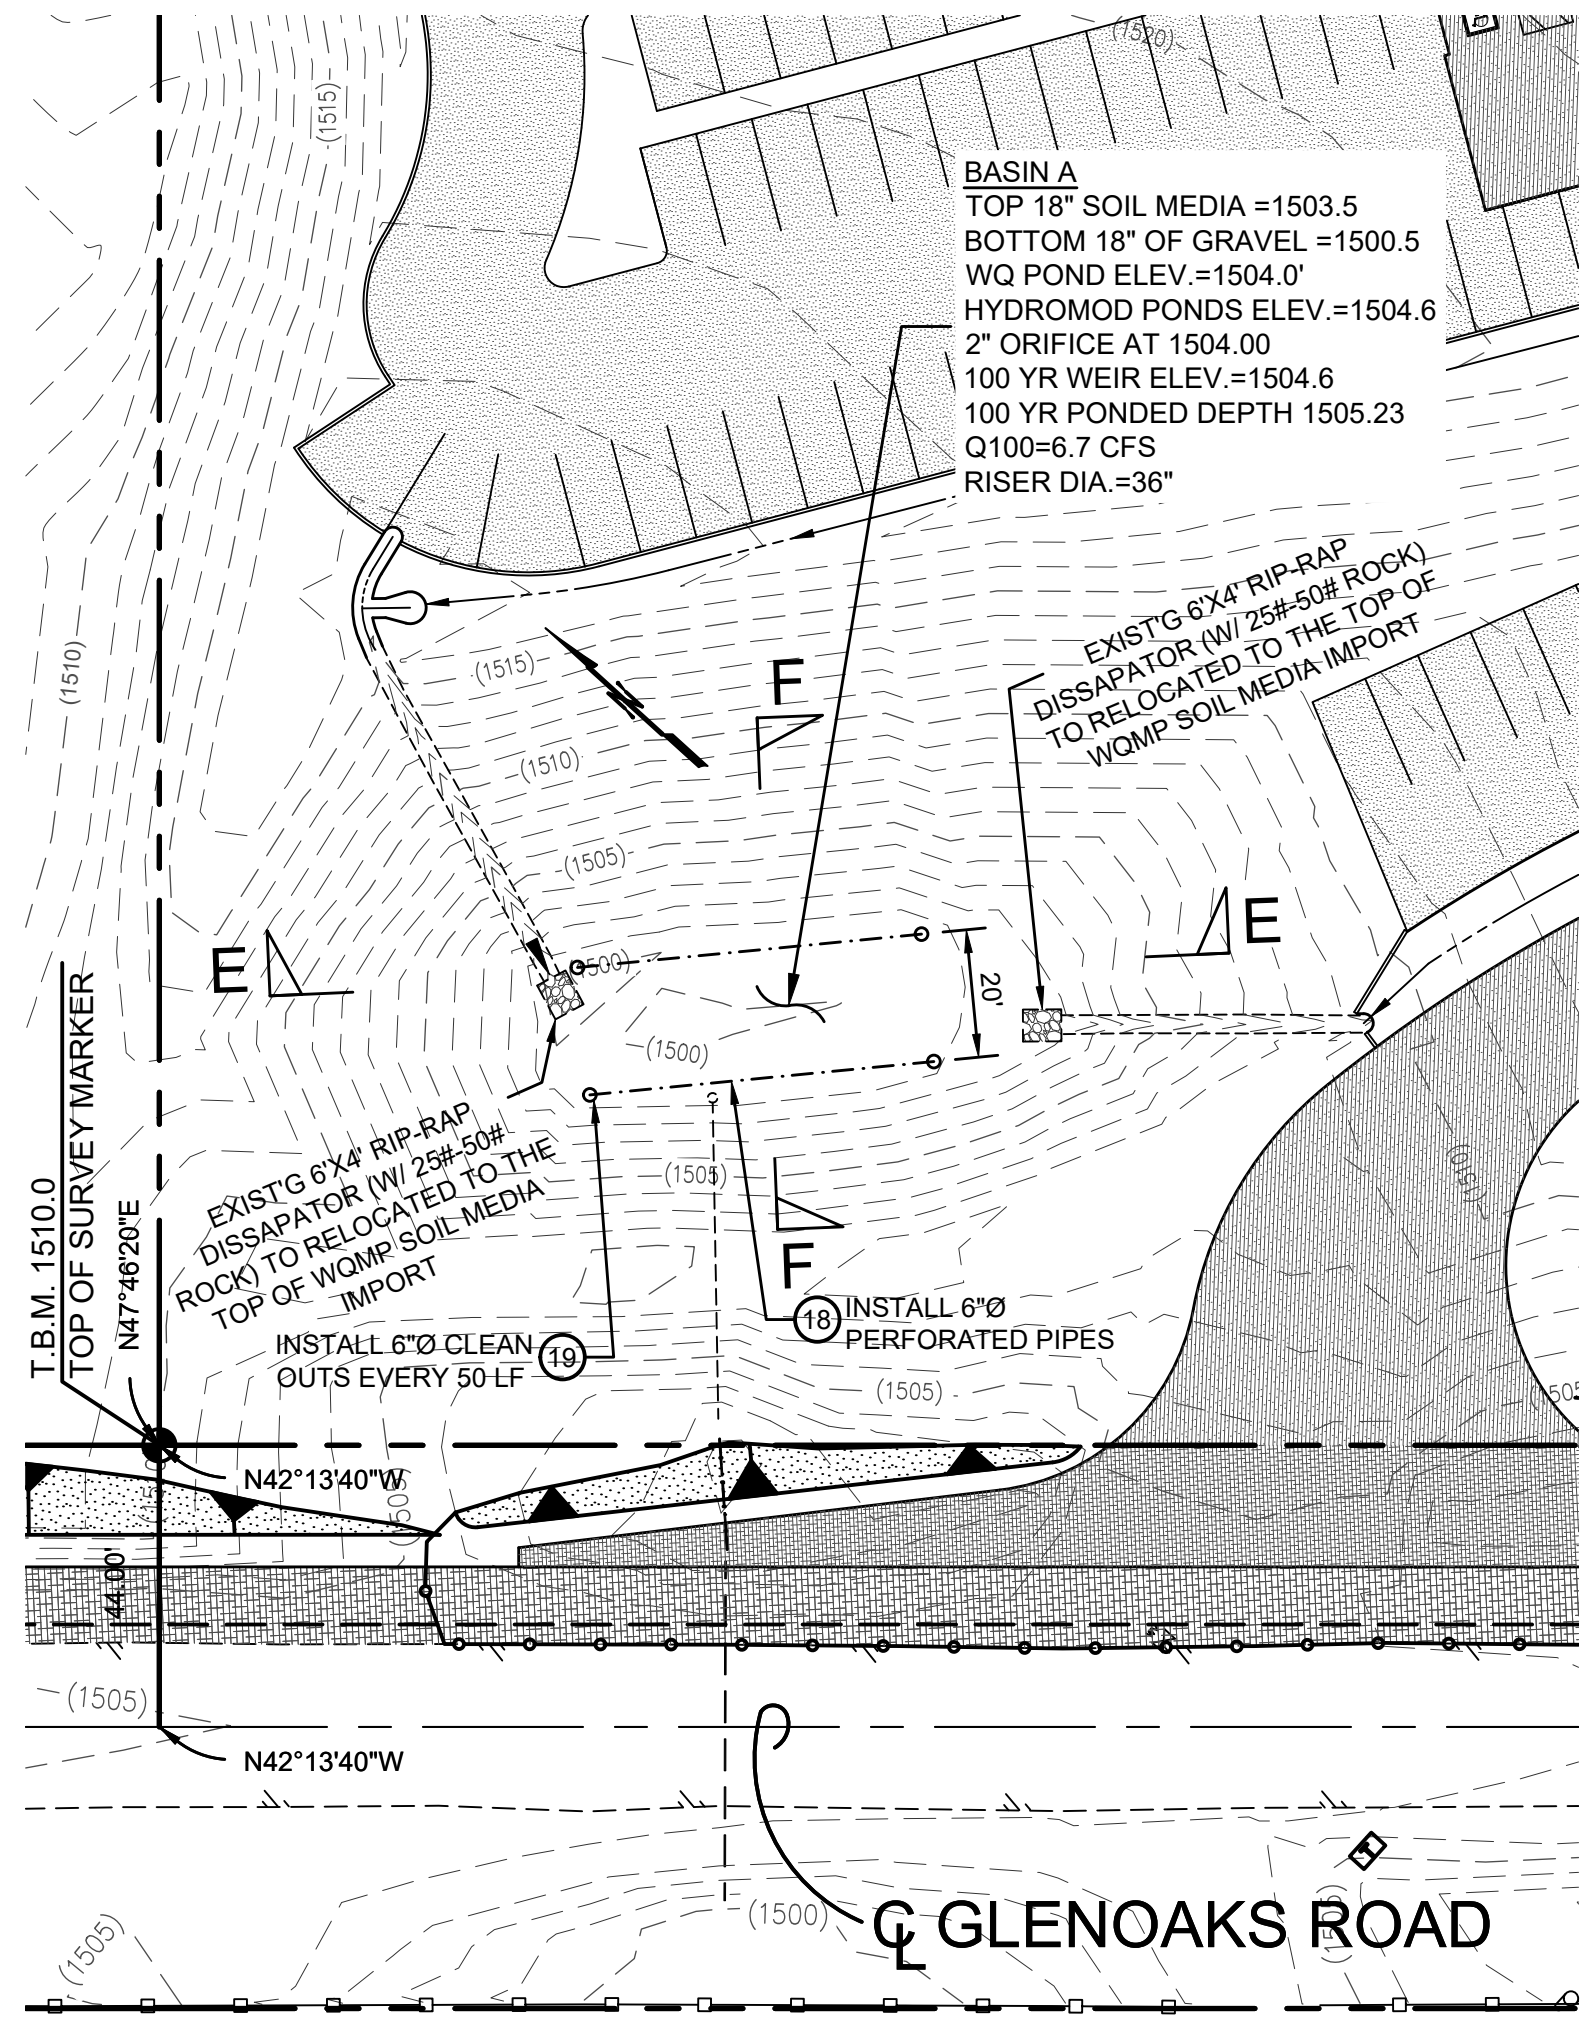 (1520)
(1515)
BASIN A
TOP 18" SOIL MEDIA =1503.5
BOTTOM 18" OF GRAVEL =1500.5
WQ POND ELEV.=1504.0'
HYDROMOD PONDS ELEV.=1504.6
2" ORIFICE AT 1504.00
100 YR WEIR ELEV.=1504.6
100 YR PONDED DEPTH 1505.23
Q100=6.7 CFS
RISER DIA.=36"
EXIST'G 6'X4' RIP-RAP
DISSAPATOR (W/ 25#-50# ROCK)
TO RELOCATED TO THE TOP OF
WQMP SOIL MEDIA IMPORT
(1510)
(1515)
F
(1510)
(1505)
E
E
(1500)
20'
(1500)
T.B.M. 1510.0
TOP OF SURVEY MARKER
N47°46'20"E
EXIST'G 6'X4' RIP-RAP
DISSAPATOR (W/ 25#-50#
ROCK) TO RELOCATED TO THE
TOP OF WQMP SOIL MEDIA
IMPORT
(1505)
(1510)
F
18
INSTALL 6"Ø
PERFORATED PIPES
INSTALL 6"Ø CLEAN
OUTS EVERY 50 LF
19
(1505)
N42°13'40"W
(1505)
44.00'
(1505)
N42°13'40"W
(1500)
(1505)
(1505)
CL GLENOAKS ROAD